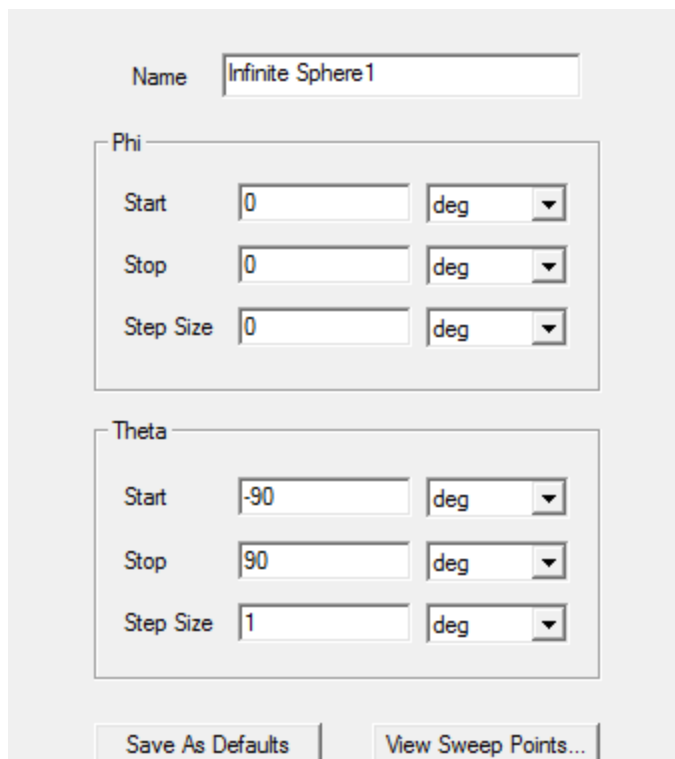 Name Infinite Sphere1
Phi
Start 0 deg
Stop 0 deg
Step Size 0 deg
Theta
Start -90 deg
Stop 90 deg
Step Size 1 deg
Save As Defaults View Sweep Points...